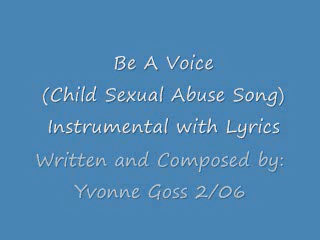 Be A Voice
(Child Sexual Abuse Song)
Instrumental with Lyrics
Written and Composed by:
Yvonne Goss 2/06